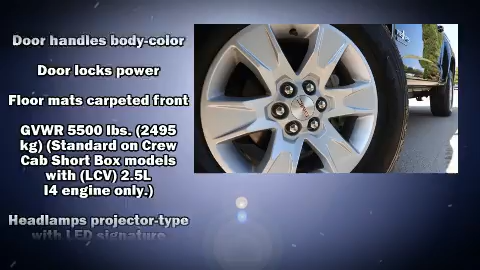 Door handles body-color
Door locks power
Floor mats carpeted front
GVWR 5500 lbs. (2495
kg) (Standard on Crew
Cab Short Box models
with (LCV) 2.5L
I4 engine only.)
Headlamps projector-type
with LED signature
GMC